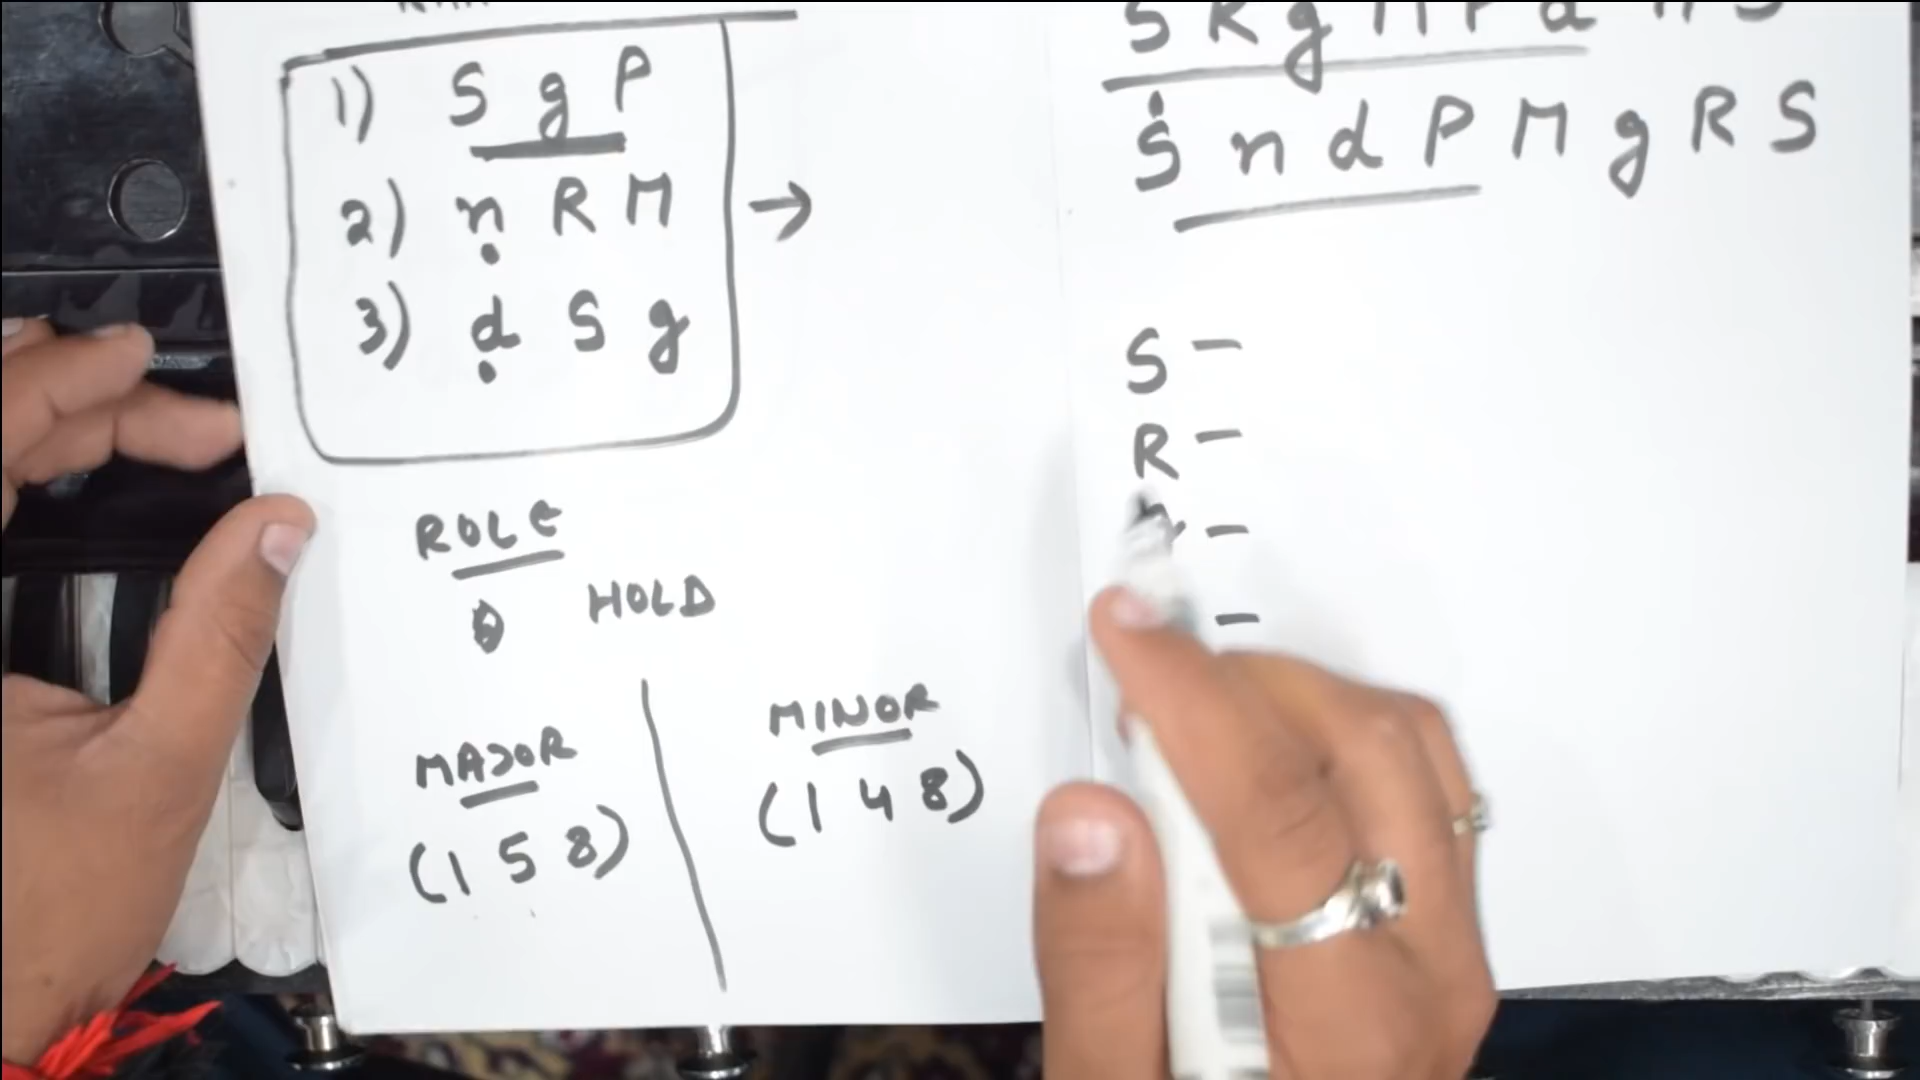 1) S g P
2) ṇ R M →
3) ḍ S g
ROLE
HOLD
MAJOR
(1 5 8)
MINOR
(1 4 8)
S R g M P d n S
Ṡ n d P M g R S
S -
R -
-
-